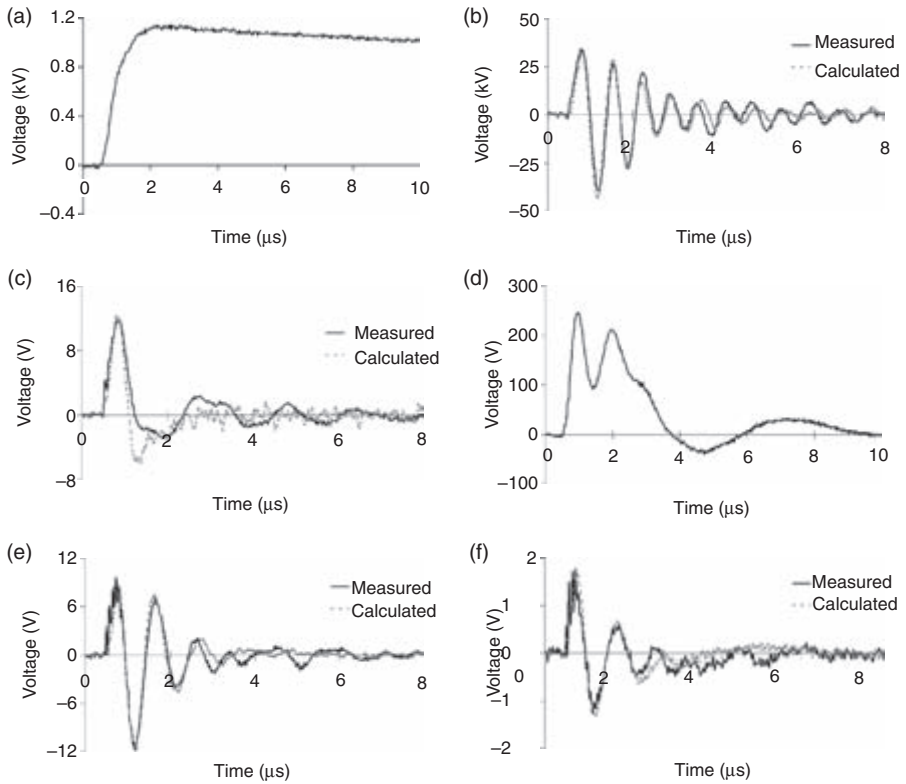 (a)
1.2
0.8
0.4
0
−0.4
Voltage (kV)
0 2 4 6 8 10
Time (μs)
(b)
50
25
0
−25
−50
Voltage (kV)
0 2 4 6 8
Measured
Calculated
Time (μs)
(c)
16
8
0
−8
Voltage (V)
0 2 4 6 8
Measured
Calculated
Time (μs)
(d)
300
200
100
0
−100
Voltage (V)
0 2 4 6 8 10
Time (μs)
(e)
12
6
0
−6
−12
Voltage (V)
0 2 4 6 8
Measured
Calculated
Time (μs)
(f)
2
1
0
−1
−2
Voltage (V)
0 2 4 6 8
Measured
Calculated
Time (μs)